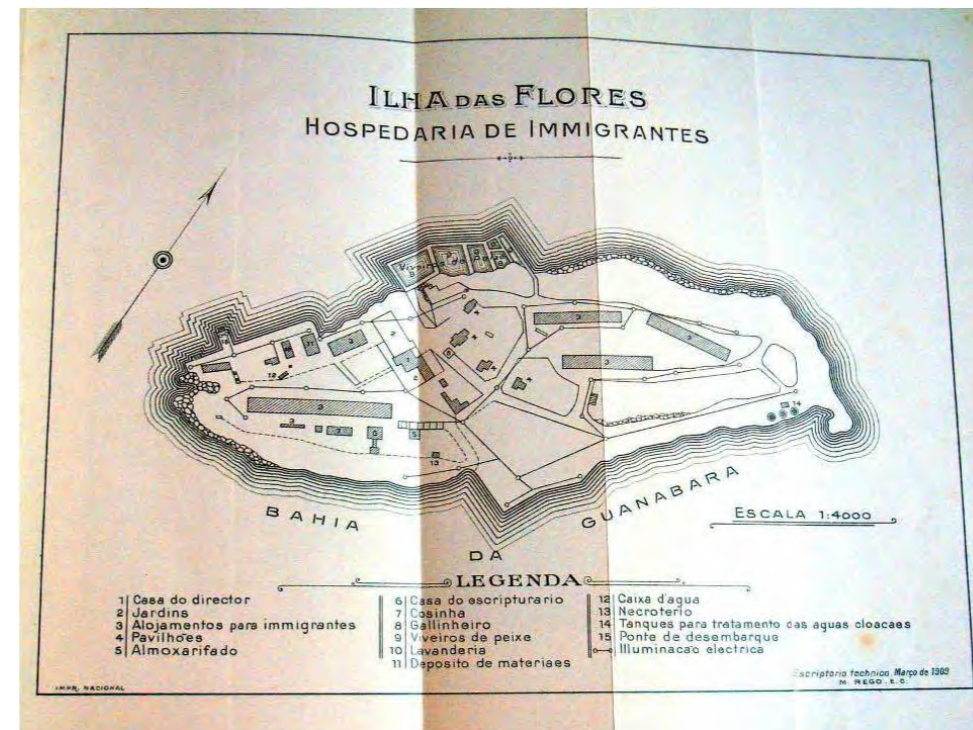 ILHA DAS FLORES
HOSPEDARIA DE IMMIGRANTES
BAHIA
DA
GUANABARA
ESCALA 1:4000
LEGENDA
1 Casa do director
2 Jardins
3 Alojamentos para immigrantes
4 Pavilhões
5 Almoxarifado
6 Casa do escripturario
7 Cosinha
8 Gallinheiro
9 Viveiros de peixe
10 Lavanderia
11 Deposito de materiaes
12 Caixa d'agua
13 Necroterio
14 Tanques para tratamento das aguas cloacaes
15 Ponte de desembarque
Illuminacão electrica
IMPR. NACIONAL
Escriptorio technico, Março de
M. REGO. E. C.